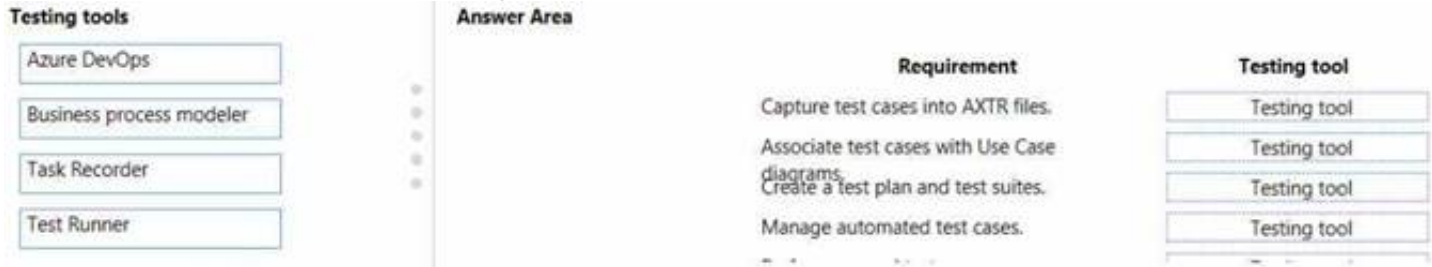 Testing tools
Azure DevOps
Business process modeler
Task Recorder
Test Runner
Answer Area
Requirement Testing tool
Capture test cases into AXTR files. Testing tool
Associate test cases with Use Case Testing tool
diagrams.
Create a test plan and test suites. Testing tool
Manage automated test cases. Testing tool